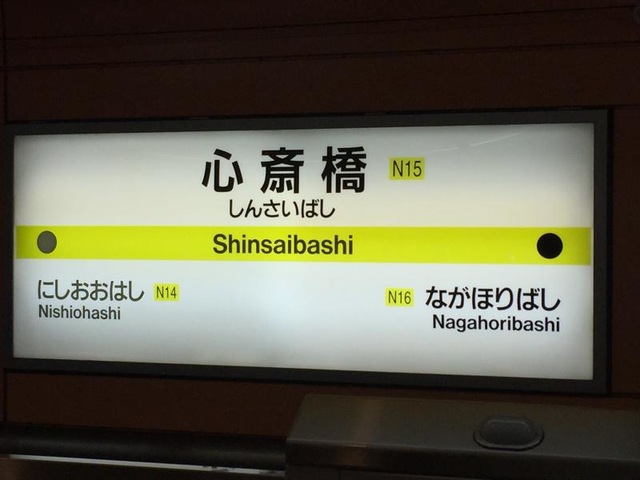 心斎橋 N15
しんさいばし
Shinsaibashi
にしおおはし N14
Nishiohashi
N16 ながほりばし
Nagahoribashi